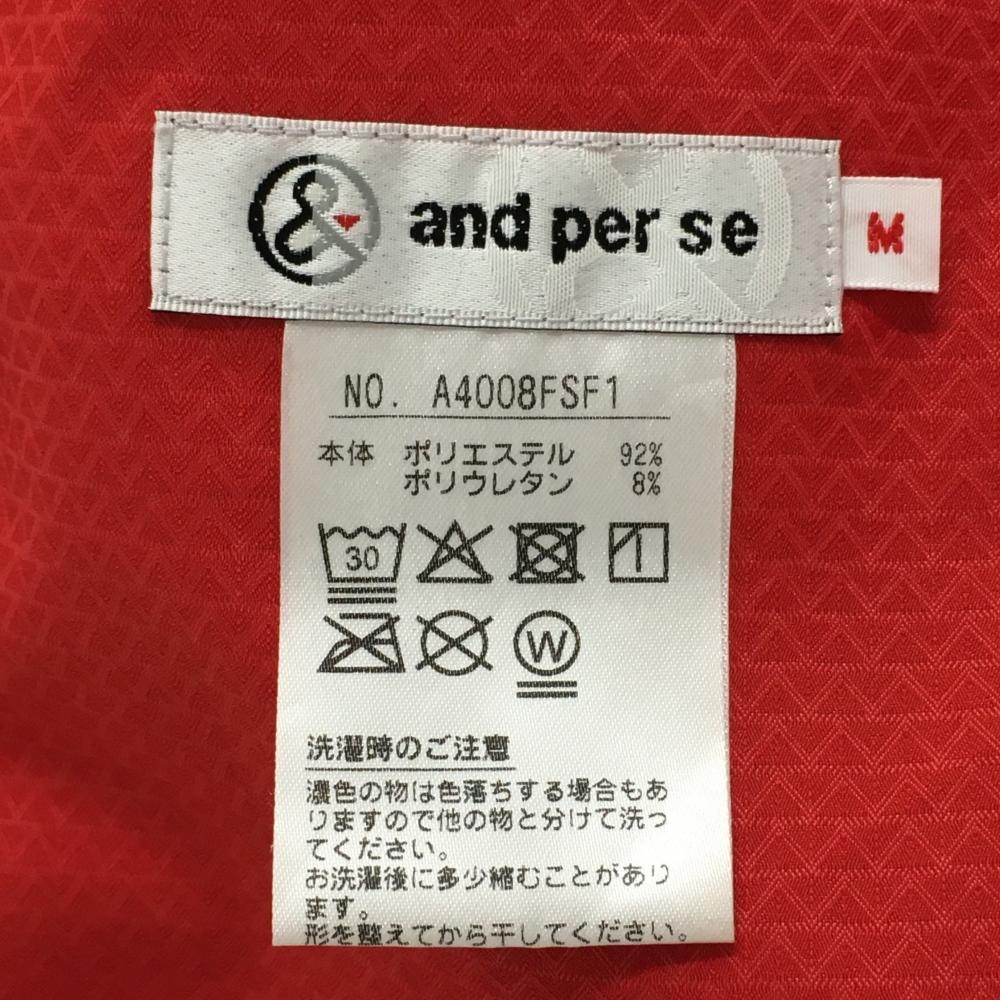 and per se
M
NO. A4008FSF1
本体 ポリエステル 92%
ポリウレタン 8%
30
W
洗濯時のご注意
濃色の物は色落ちする場合もあ
りますので他の物と分けて洗っ
てください。
お洗濯後に多少縮むことがあり
ます。
形を整えてから干してください。